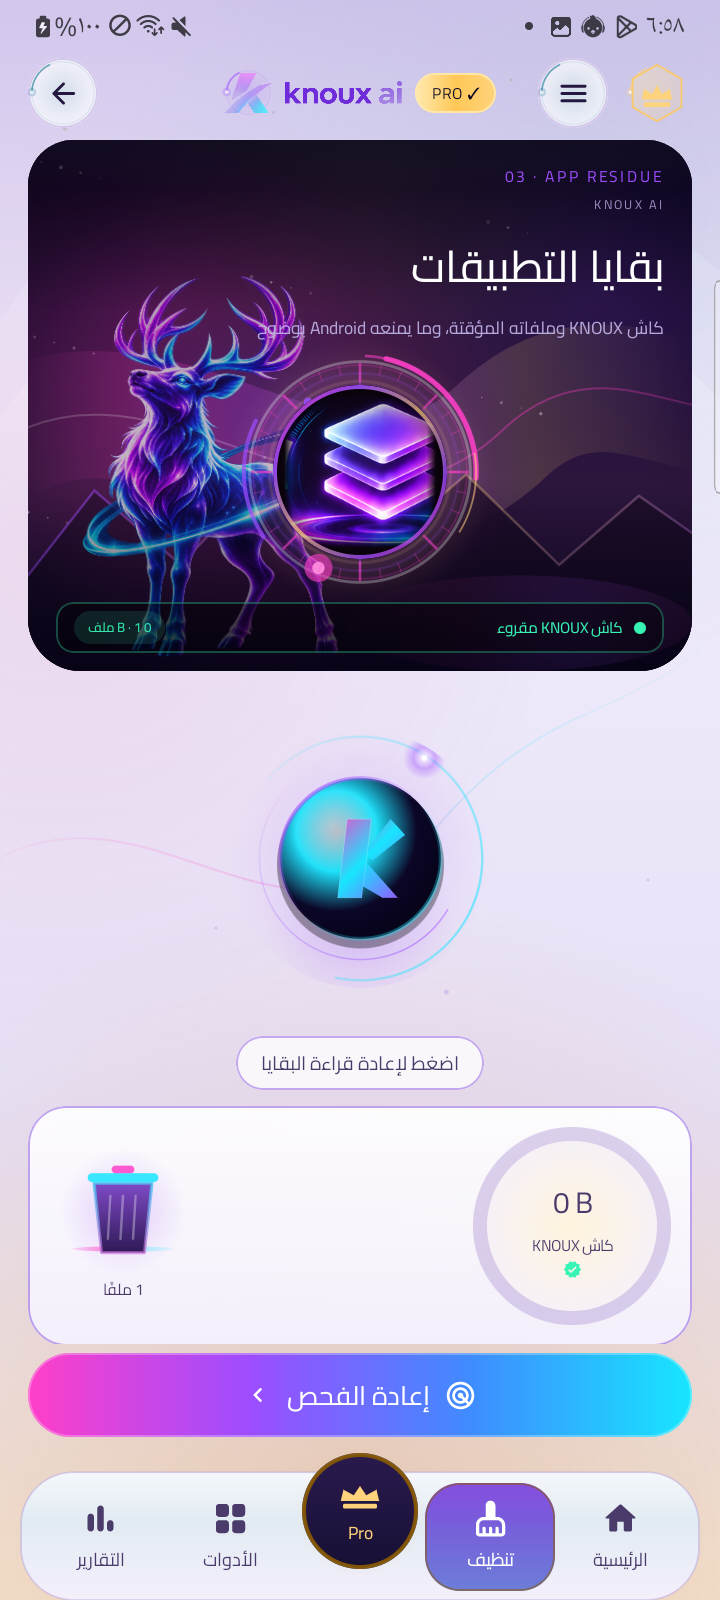 ٦:٥٨
%١٠٠
knoux ai
PRO ✓
03 · APP RESIDUE
KNOUX AI
بقايا التطبيقات
كاش KNOUX وملفاته المؤقتة، وما يمنعه Android بوضوح
كاش KNOUX مقروء
0 B · 1 ملف
اضغط لإعادة قراءة البقايا
0 B
كاش KNOUX
1 ملفًا
إعادة الفحص
الرئيسية
تنظيف
Pro
الأدوات
التقارير